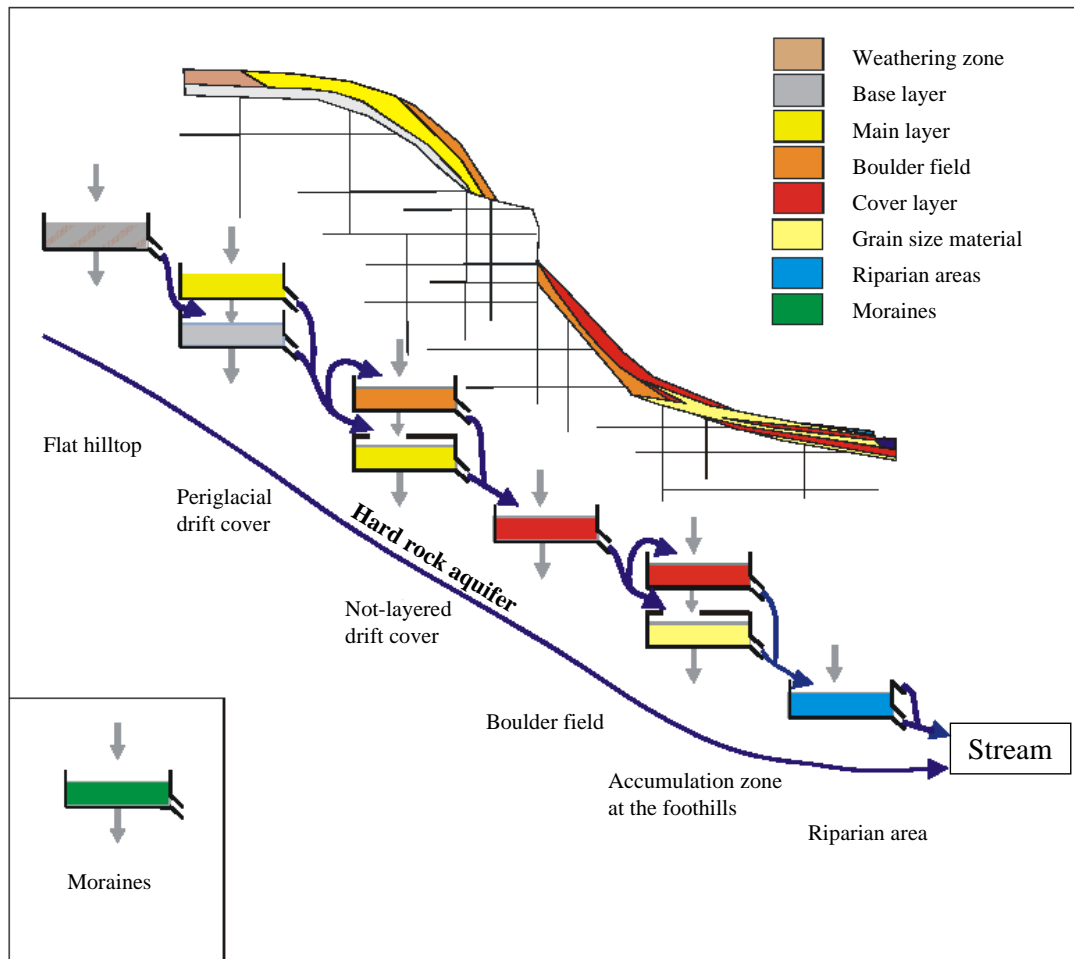 Weathering zone
Base layer
Main layer
Boulder field
Cover layer
Grain size material
Riparian areas
Moraines
Flat hilltop
Periglacial
drift cover
Hard rock aquifer
Not-layered
drift cover
Boulder field
Accumulation zone
at the foothills
Riparian area
Stream
Moraines